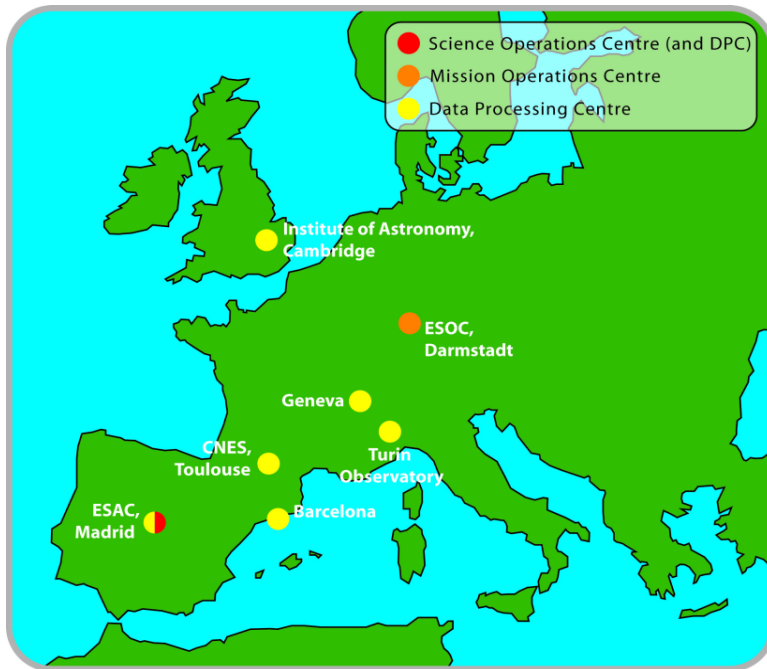 Science Operations Centre (and DPC)
Mission Operations Centre
Data Processing Centre
Institute of Astronomy,
Cambridge
ESOC,
Darmstadt
Geneva
Turin
Observatory
CNES,
Toulouse
Barcelona
ESAC,
Madrid